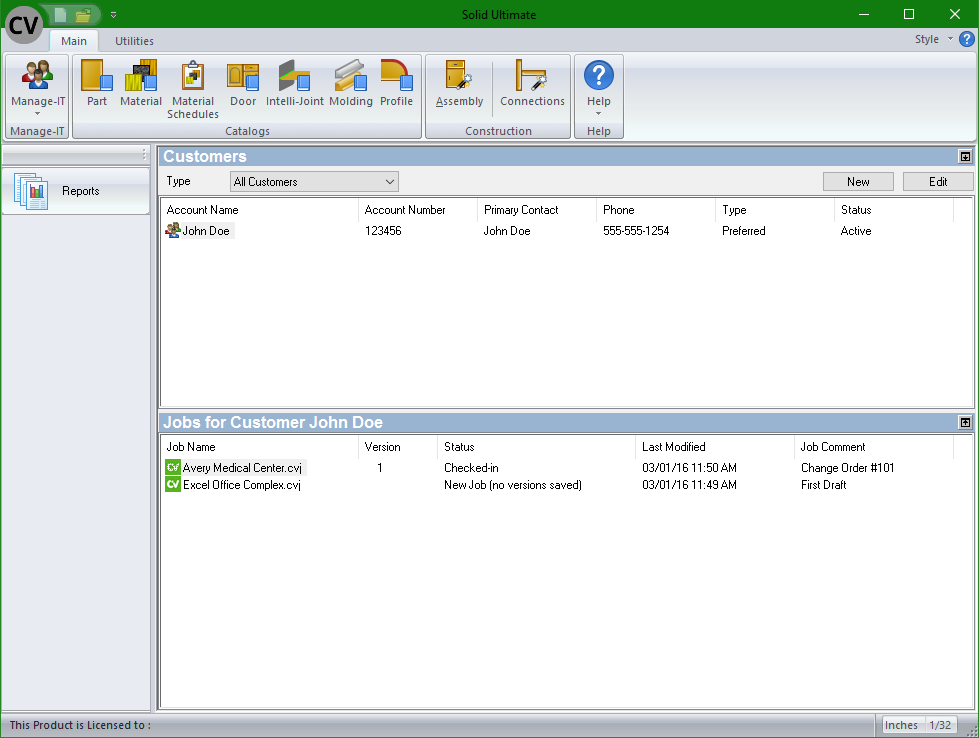 Solid Ultimate
CV
Main Utilities Style ?
Manage-IT Part Material Material Schedules Door Intelli-Joint Molding Profile Assembly Connections Help
Manage-IT Catalogs Construction Help
Reports
Customers
Type All Customers New Edit
Account Name Account Number Primary Contact Phone Type Status
John Doe 123456 John Doe 555-555-1254 Preferred Active
Jobs for Customer John Doe
Job Name Version Status Last Modified Job Comment
CV Avery Medical Center.cvj 1 Checked-in 03/01/16 11:50 AM Change Order #101
CV Excel Office Complex.cvj New Job (no versions saved) 03/01/16 11:49 AM First Draft
This Product is Licensed to : Inches 1/32